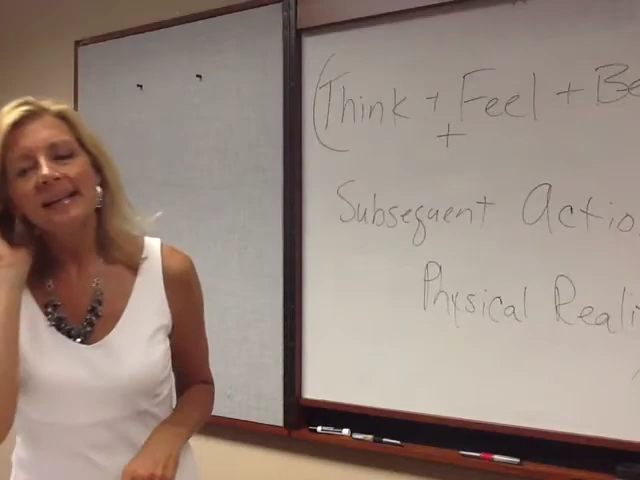 (Think + Feel + Be
+
Subsequent Actio
Physical Reali